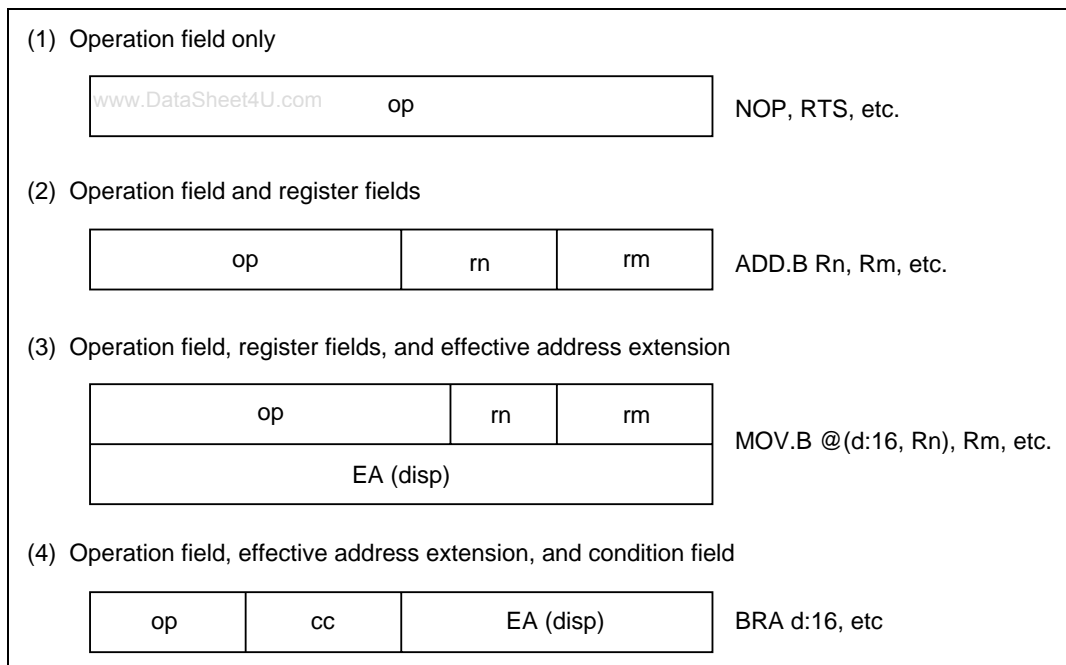 (1) Operation field only
www.DataSheet4U.com
op
NOP, RTS, etc.
(2) Operation field and register fields
op rn rm
ADD.B Rn, Rm, etc.
(3) Operation field, register fields, and effective address extension
op rn rm
EA (disp)
MOV.B @(d:16, Rn), Rm, etc.
(4) Operation field, effective address extension, and condition field
op cc EA (disp)
BRA d:16, etc